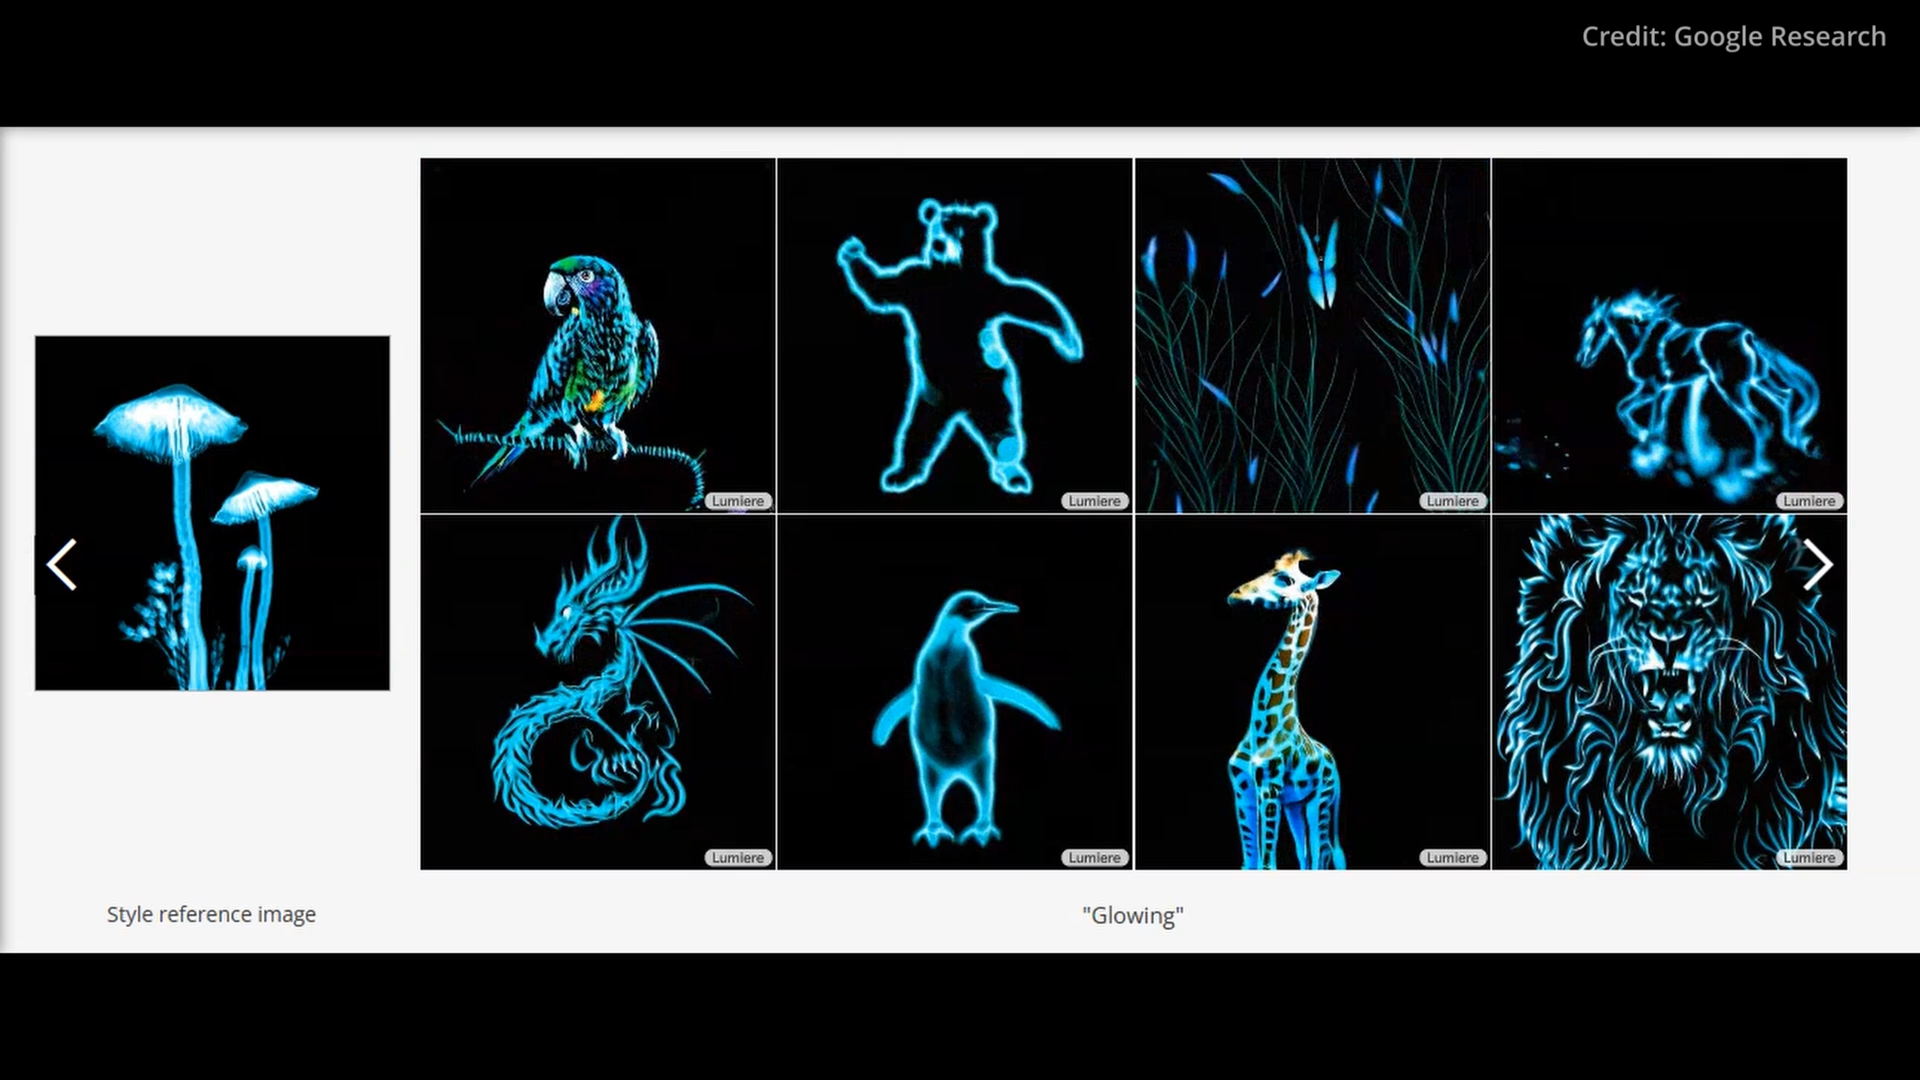 Credit: Google Research
Lumiere
Lumiere
Lumiere
Lumiere
Lumiere
Lumiere
Lumiere
Lumiere
Style reference image
"Glowing"